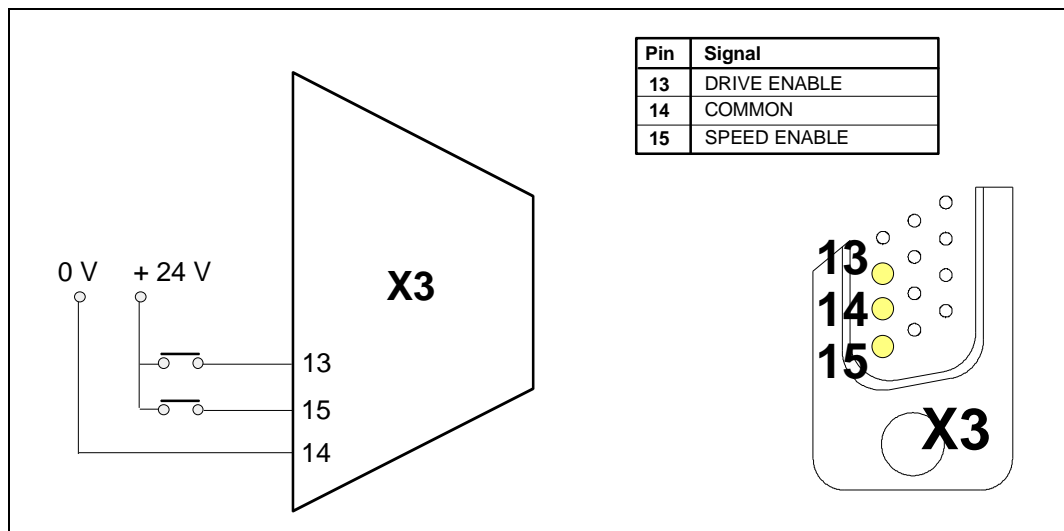 Pin Signal
13 DRIVE ENABLE
14 COMMON
15 SPEED ENABLE
0 V + 24 V
X3
13
15
14
13
14
15
X3